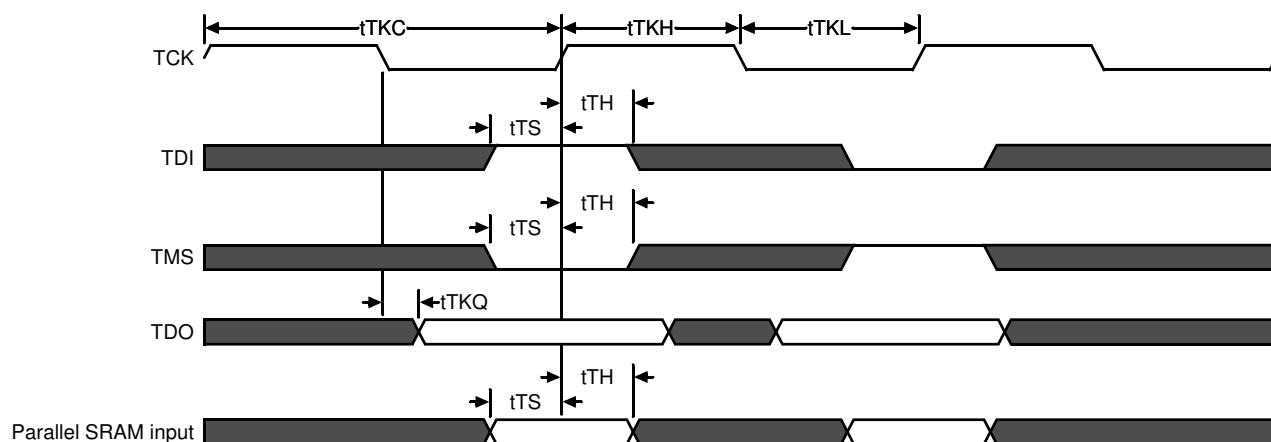 tTKC tTKH tTKL
TCK
tTH
tTS
TDI
tTH
tTS
TMS
tTKQ
TDO
tTH
tTS
Parallel SRAM input